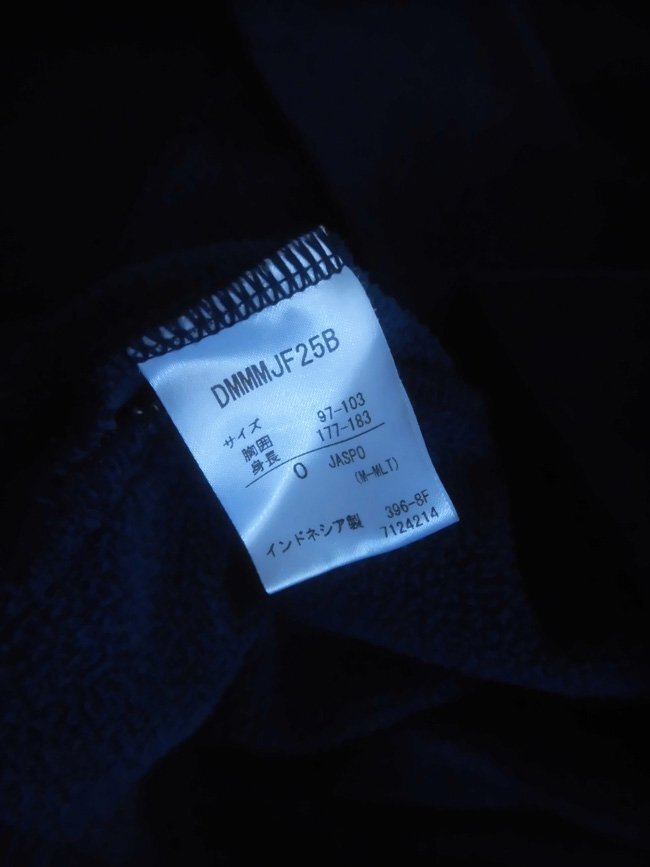 DMMMJF25B
サイズ
胸囲 97-103
身長 177-183
O JASPO
(M-MLT)
396-8F
インドネシア製 7124214